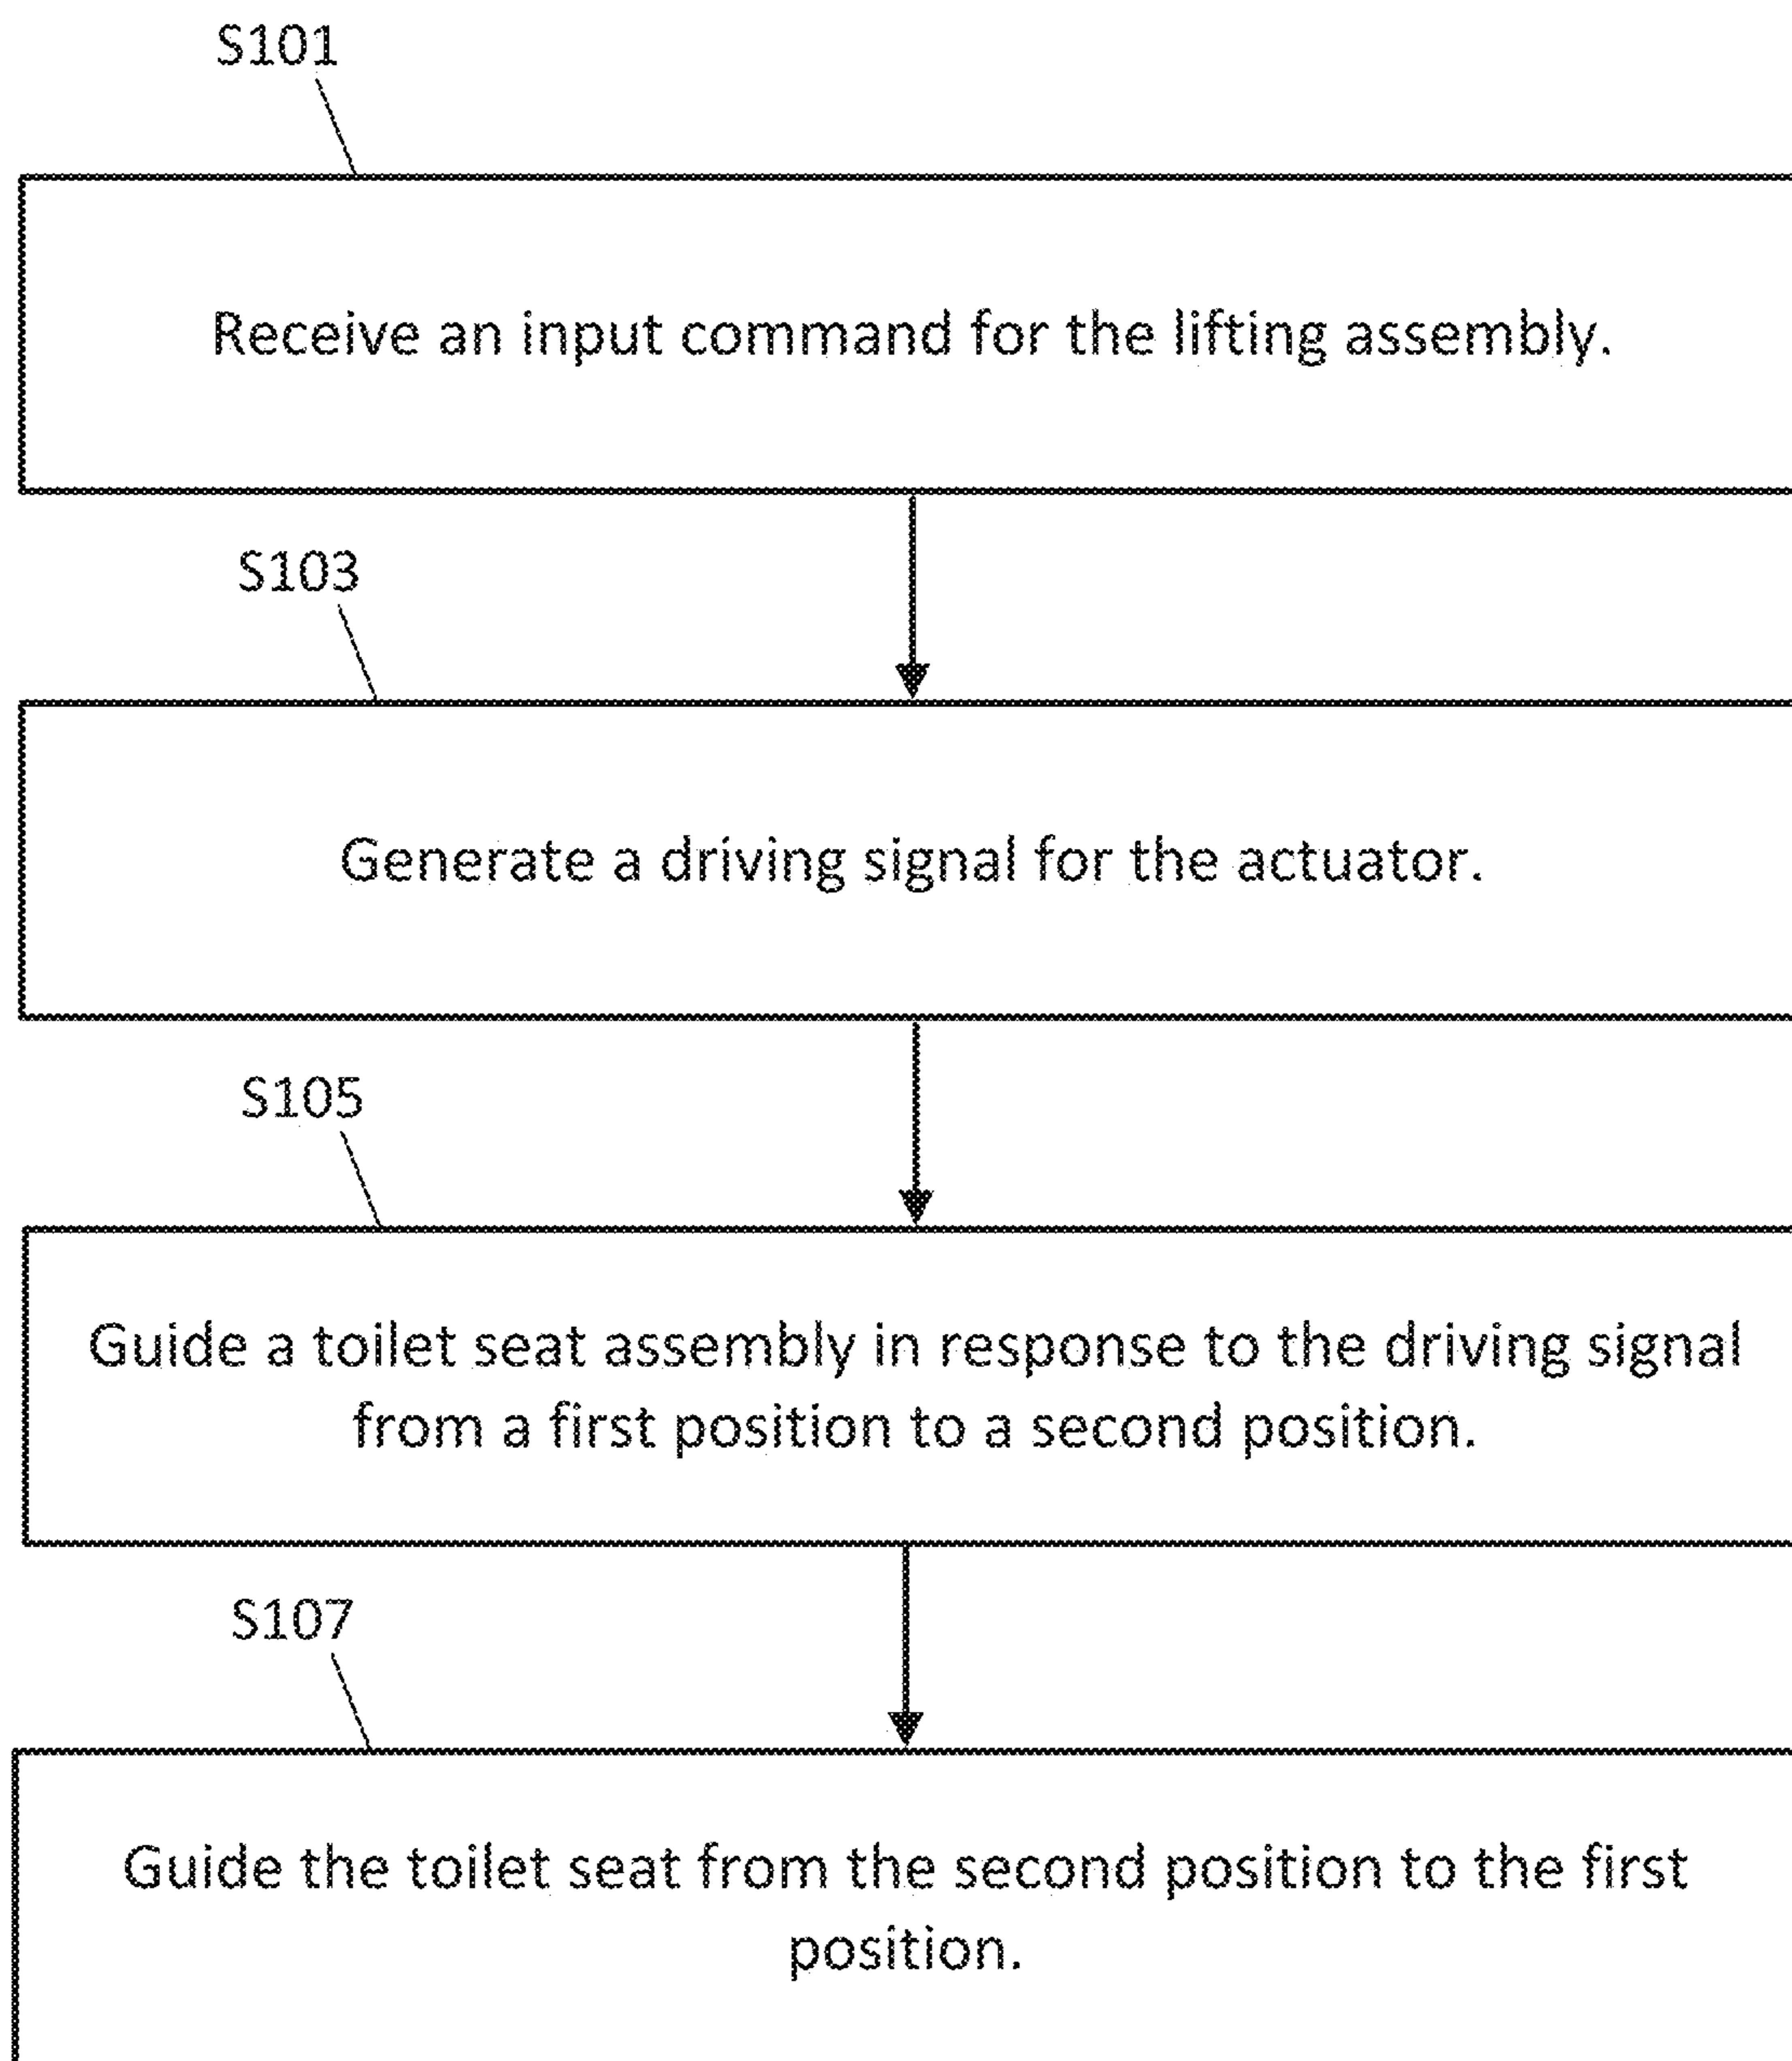 S101
Receive an input command for the lifting assembly.
S103
Generate a driving signal for the actuator.
S105
Guide a toilet seat assembly in response to the driving signal
from a first position to a second position.
S107
Guide the toilet seat from the second position to the first
position.